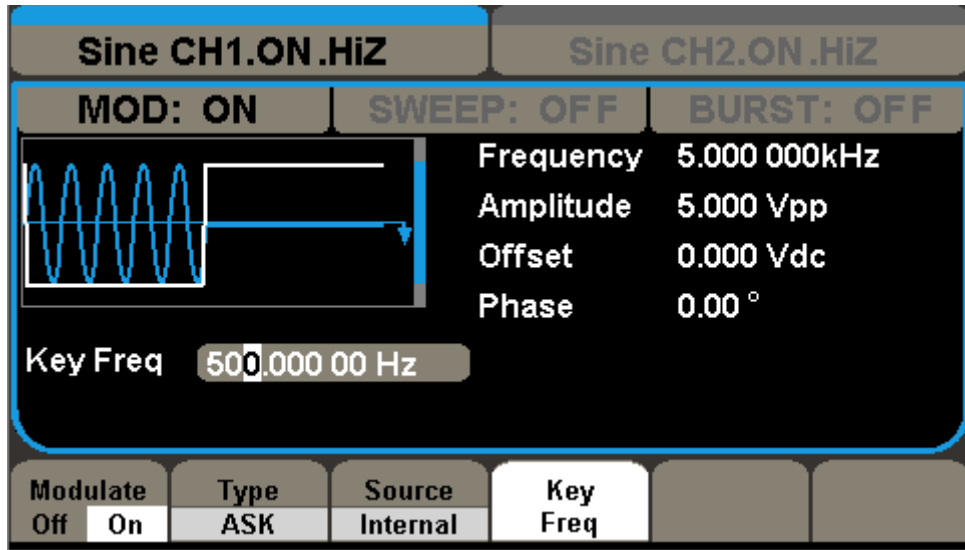 Sine CH1.ON.HiZ Sine CH2.ON.HiZ
MOD: ON SWEEP: OFF BURST: OFF
Frequency 5.000 000kHz
Amplitude 5.000 Vpp
Offset 0.000 Vdc
Phase 0.00 °
Key Freq 500.000 00 Hz
Modulate Type Source Key
Off On ASK Internal Freq